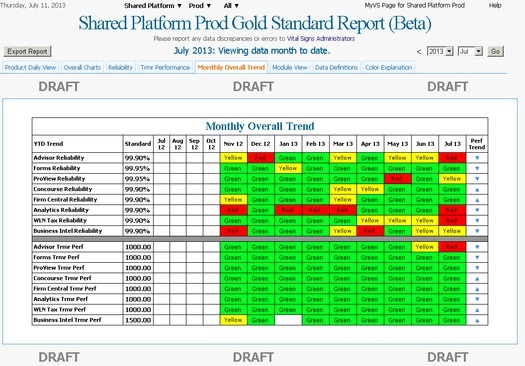 Thursday, July 11, 2013 Shared Platform ▼ Prod ▼ All ▼ MyVS Page for Shared Platform Prod Help
Shared Platform Prod Gold Standard Report (Beta)
Please report any data discrepancies or errors to Vital Signs Administrators
Export Report July 2013: Viewing data month to date. < 2013 Jul Go
Product Daily View Overall Charts Reliability Trmr Performance Monthly Overall Trend Module View Data Definitions Color Explanation
DRAFT DRAFT DRAFT
Monthly Overall Trend
YTD Trend Standard Jul 12 Aug 12 Sep 12 Oct 12 Nov 12 Dec 12 Jan 13 Feb 13 Mar 13 Apr 13 May 13 Jun 13 Jul 13 Perf Trend
Advisor Reliability 99.90% Yellow Red Green Green Yellow Green Yellow Yellow Red ▼
Forms Reliability 99.95% Green Green Yellow Green Green Green Green Green Green ▼
ProView Reliability 99.95% Green Green Green Green Green Green Red Green Yellow ▼
Concourse Reliability 99.90% Green Green Green Green Yellow Yellow Green Green Green ▲
Firm Central Reliability 99.90% Yellow Green Green Green Yellow Green Green Green Green ▲
Analytics Reliability 99.90% Red Green Red Red Red Green Green Green Red ▼
WLN Tax Reliability 99.90% Green Green Green Green Green Yellow Yellow Yellow Red ▼
Business Intel Reliability 99.90% Red Green Green Green Yellow Red Green Green Yellow ▼
Advisor Trmr Perf 1000.00 Green Green Green Green Green Green Green Yellow Red ▼
Forms Trmr Perf 1000.00 Green Green Green Green Green Green Green Green Green ▼
ProView Trmr Perf 1000.00 Green Green Green Green Green Green Green Green Green ▼
Concourse Trmr Perf 1000.00 Green Green Green Green Green Green Green Green Green ▲
Firm Central Trmr Perf 1000.00 Green Green Green Green Green Green Green Green Green ▲
Analytics Trmr Perf 1000.00 Green Green Green Green Green Green Green Green Green ▼
WLN Tax Trmr Perf 1000.00 Green Green Green Green Green Green Green Green Green ▲
Business Intel Trmr Perf 1500.00 Yellow Green Green Green Green Green Green Green ▼
DRAFT DRAFT DRAFT